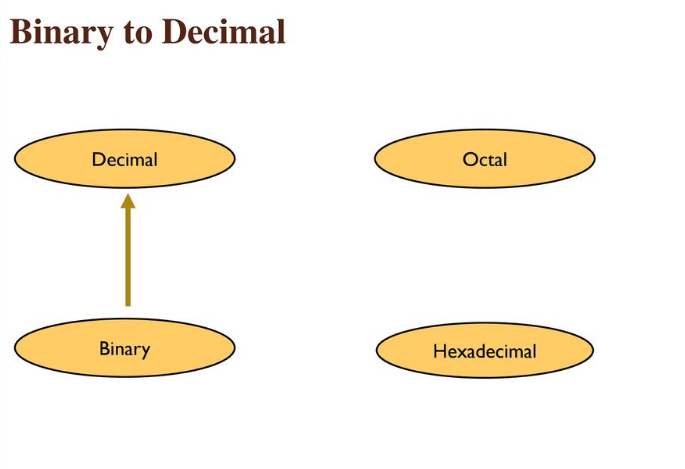 Binary to Decimal
Decimal
Octal
Binary
Hexadecimal